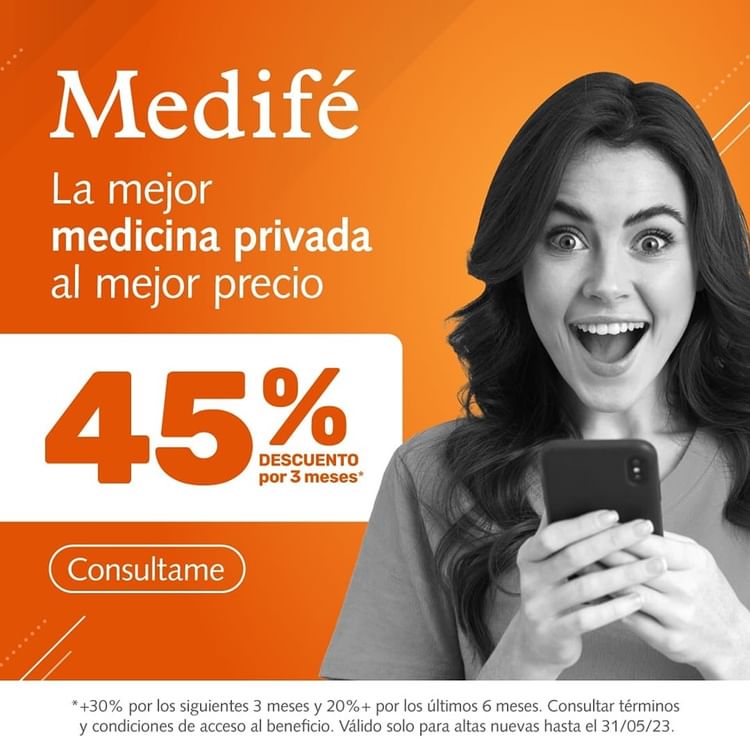 Medifé
La mejor
medicina privada
al mejor precio
45%
DESCUENTO
por 3 meses*
Consultame
*+30% por los siguientes 3 meses y 20%+ por los últimos 6 meses. Consultar términos
y condiciones de acceso al beneficio. Válido solo para altas nuevas hasta el 31/05/23.